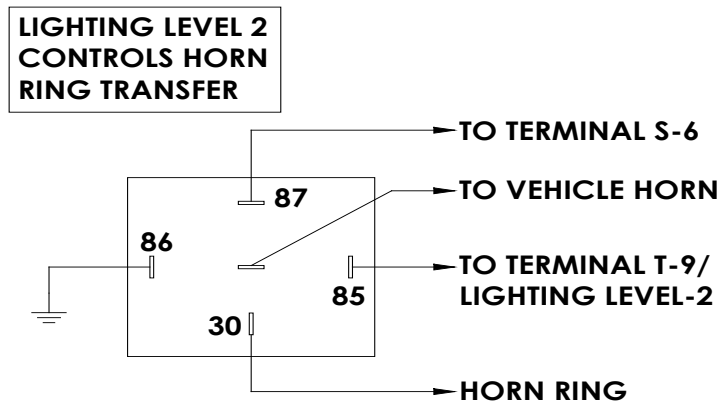 LIGHTING LEVEL 2
CONTROLS HORN
RING TRANSFER
TO TERMINAL S-6
87
TO VEHICLE HORN
86
TO TERMINAL T-9/
LIGHTING LEVEL-2
85
30
HORN RING